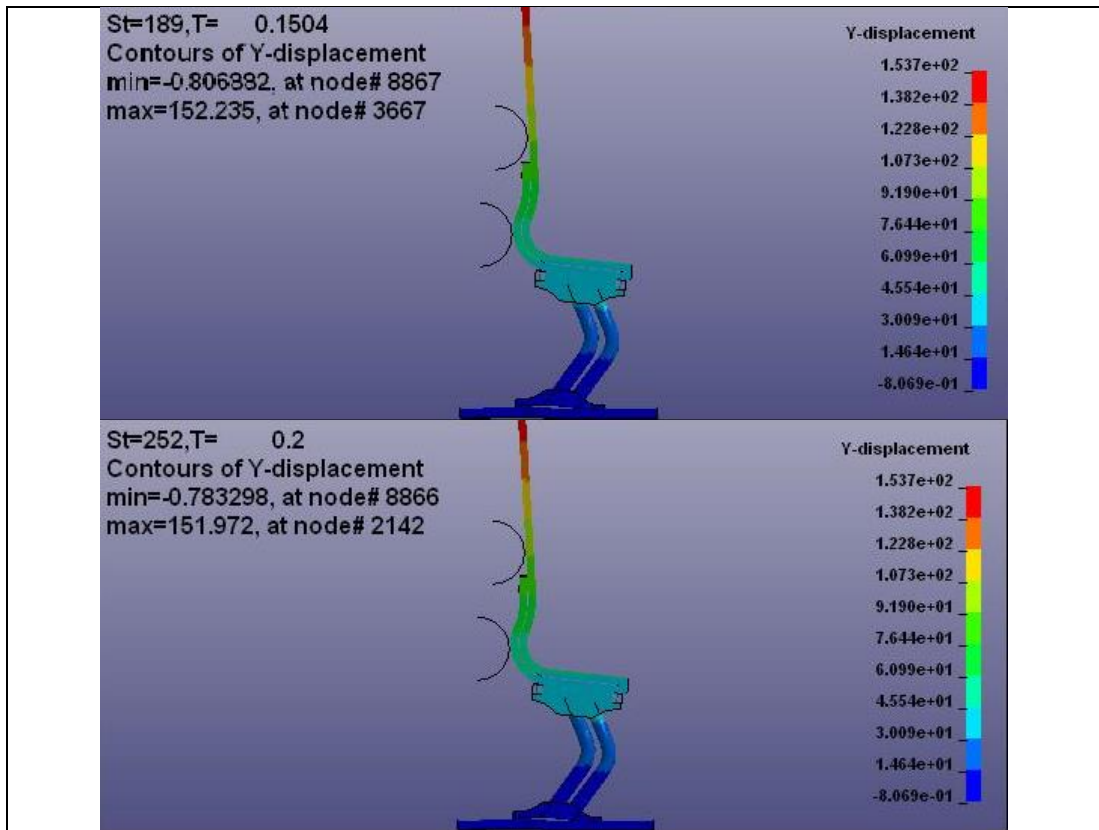 St=189,T= 0.1504
Contours of Y-displacement
min=-0.806882, at node# 8867
max=152.235, at node# 3667
Y-displacement
1.537e+02
1.382e+02
1.228e+02
1.073e+02
9.190e+01
7.644e+01
6.099e+01
4.554e+01
3.009e+01
1.464e+01
-8.069e-01
St=252,T= 0.2
Contours of Y-displacement
min=-0.783298, at node# 8866
max=151.972, at node# 2142
Y-displacement
1.537e+02
1.382e+02
1.228e+02
1.073e+02
9.190e+01
7.644e+01
6.099e+01
4.554e+01
3.009e+01
1.464e+01
-8.069e-01